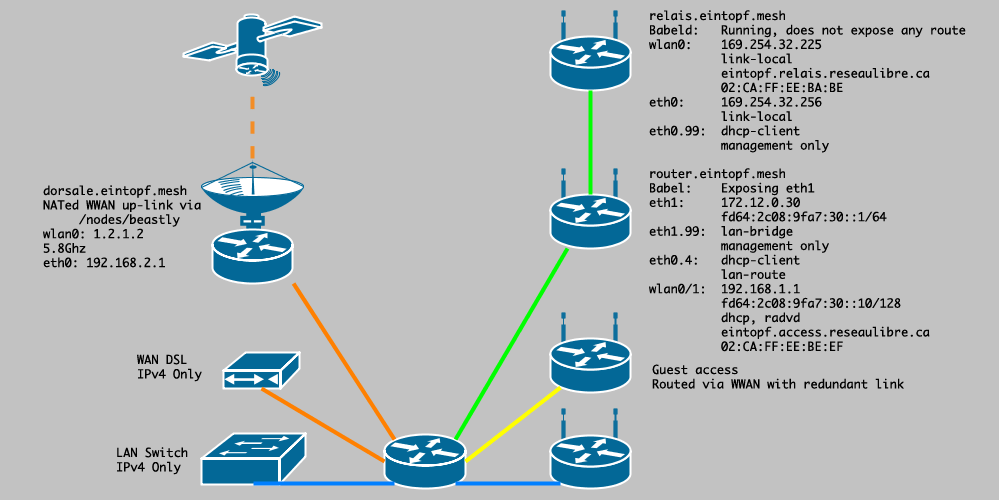 relais.eintopf.mesh
Babeld: Running, does not expose any route
wlan0: 169.254.32.225
link-local
eintopf.relais.reseaulibre.ca
02:CA:FF:EE:BA:BE
eth0: 169.254.32.256
link-local
eth0.99: dhcp-client
management only
dorsale.eintopf.mesh
NATed WWAN up-link via
/nodes/beastly
wlan0: 1.2.1.2
5.8Ghz
eth0: 192.168.2.1
router.eintopf.mesh
Babel: Exposing eth1
eth1: 172.12.0.30
fd64:2c08:9fa7:30::1/64
eth1.99: lan-bridge
management only
eth0.4: dhcp-client
lan-route
wlan0/1: 192.168.1.1
fd64:2c08:9fa7:30::10/128
dhcp, radvd
eintopf.access.reseaulibre.ca
02:CA:FF:EE:BE:EF
WAN DSL
IPv4 Only
Guest access
Routed via WWAN with redundant link
LAN Switch
IPv4 Only